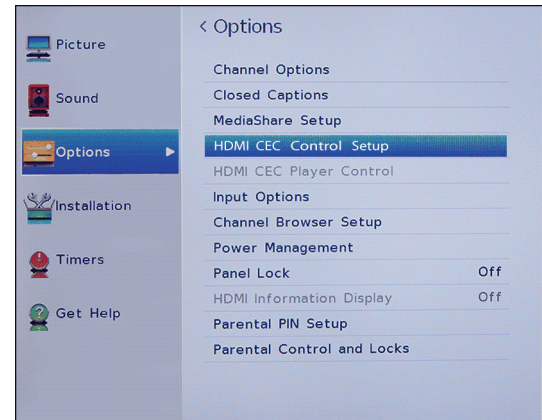 < Options
Picture
Sound
Options
Installation
Timers
Get Help
Channel Options
Closed Captions
MediaShare Setup
HDMI CEC Control Setup
HDMI CEC Player Control
Input Options
Channel Browser Setup
Power Management
Panel Lock Off
HDMI Information Display Off
Parental PIN Setup
Parental Control and Locks